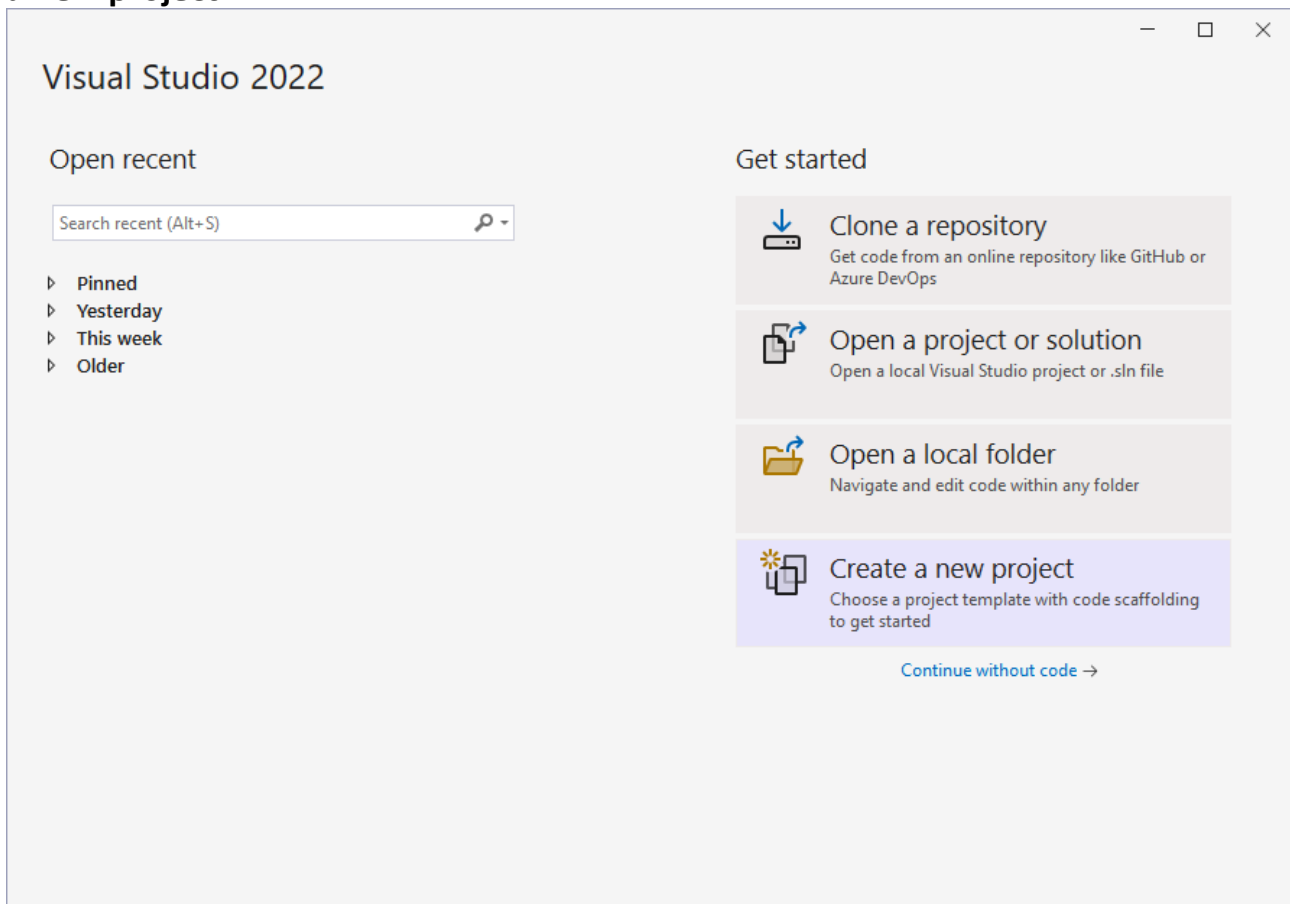 Visual Studio 2022
Open recent
Search recent (Alt+S)
Pinned
Yesterday
This week
Older
Get started
Clone a repository
Get code from an online repository like GitHub or
Azure DevOps
Open a project or solution
Open a local Visual Studio project or .sln file
Open a local folder
Navigate and edit code within any folder
Create a new project
Choose a project template with code scaffolding
to get started
Continue without code →